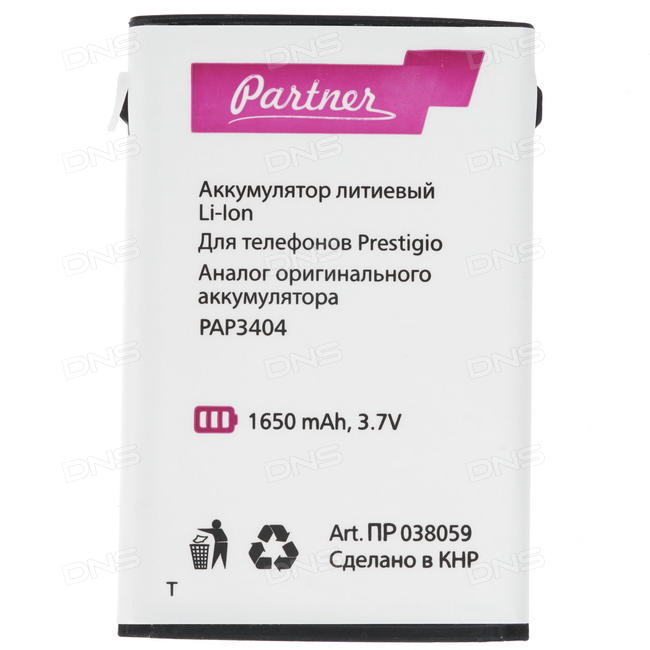 Partner
Аккумулятор литиевый
Li-Ion
Для телефонов Prestigio
Аналог оригинального
аккумулятора
PAP3404
1650 mAh, 3.7V
Art. ПР 038059
Сделано в КНР
T
DNS